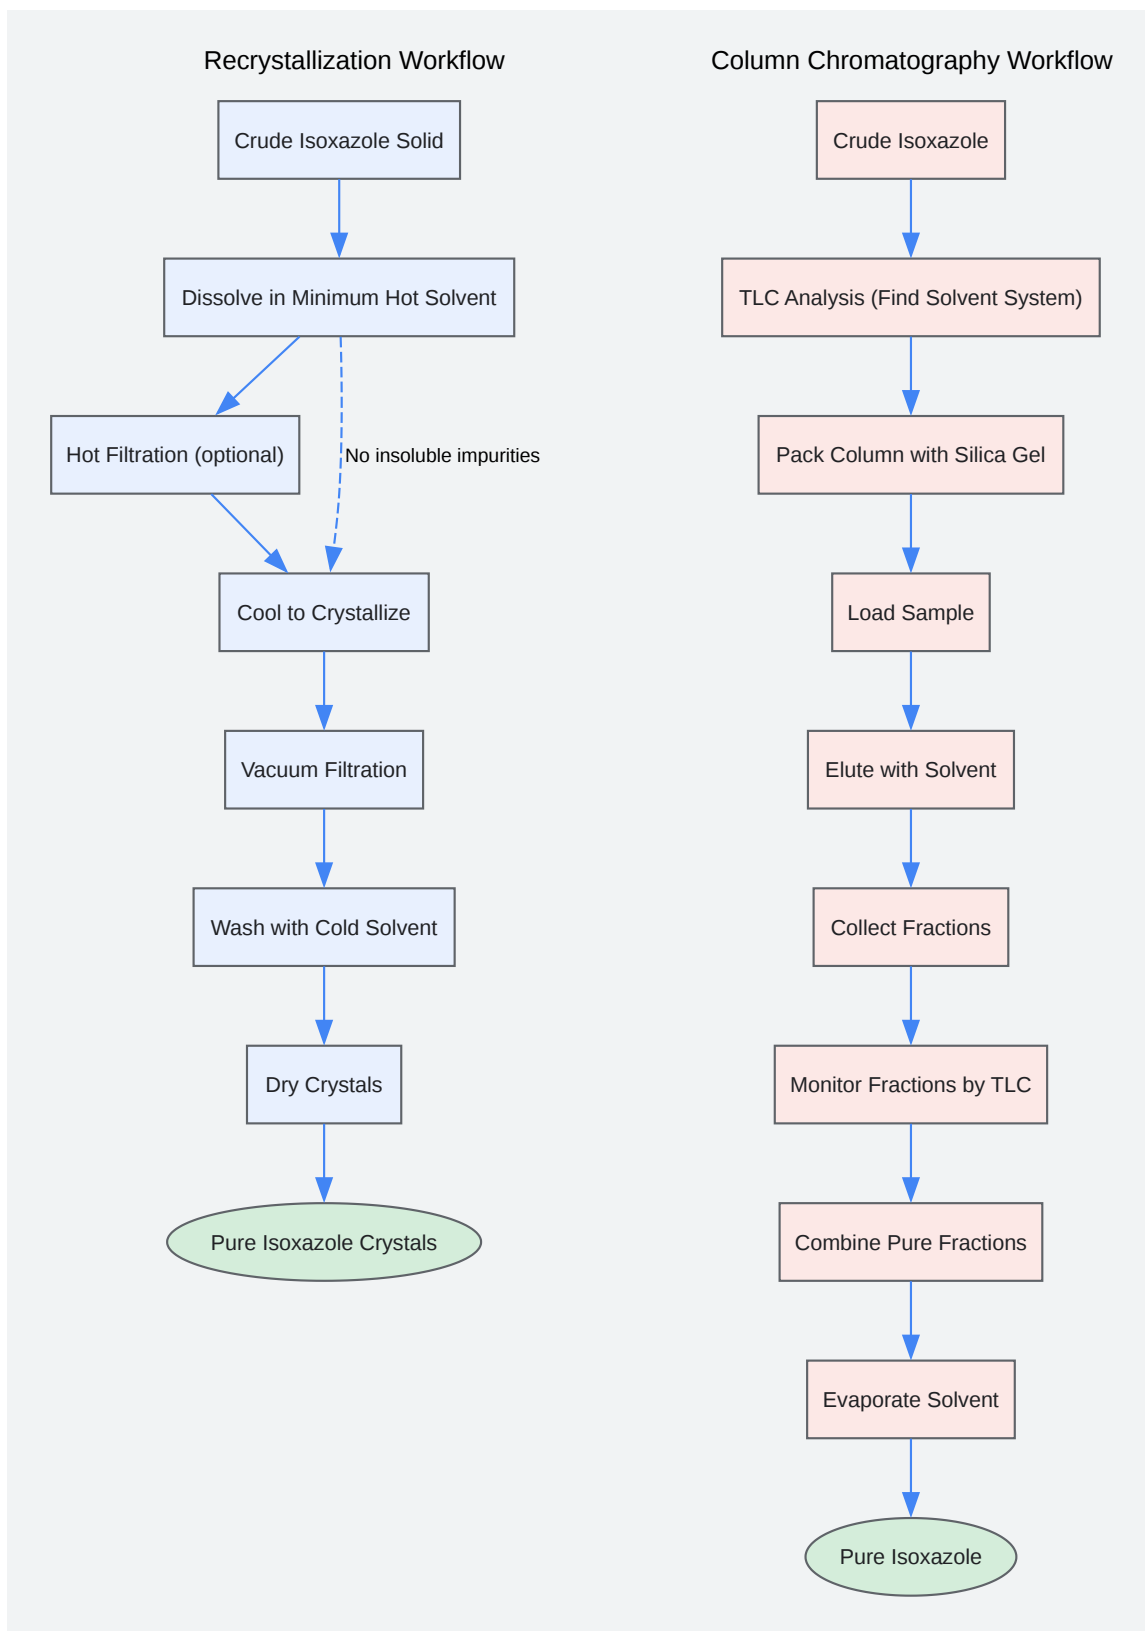 Recrystallization Workflow
Crude Isoxazole Solid
Dissolve in Minimum Hot Solvent
Hot Filtration (optional)
No insoluble impurities
Cool to Crystallize
Vacuum Filtration
Wash with Cold Solvent
Dry Crystals
Pure Isoxazole Crystals
Column Chromatography Workflow
Crude Isoxazole
TLC Analysis (Find Solvent System)
Pack Column with Silica Gel
Load Sample
Elute with Solvent
Collect Fractions
Monitor Fractions by TLC
Combine Pure Fractions
Evaporate Solvent
Pure Isoxazole